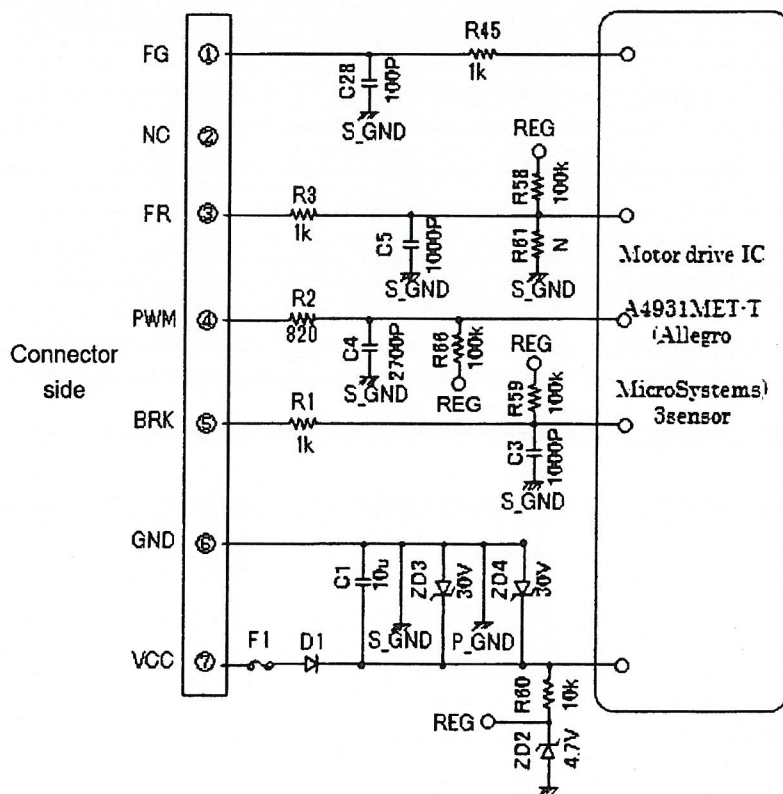 R45
FG ① 1k
C28 100P
S_GND
NC ②
REG
R58 100k
R3
FR ③ 1k
C5 1000P
R61 N
S_GND S_GND
Motor drive IC
R2
PWM ④ 820
A4931MET-T
(Allegro
C4 2700P
R66 100k
S_GND
REG
REG
R59 100k
Connector
side
MicroSystems)
3sensor
R1
BRK ⑤ 1k
C3 1000P
S_GND
GND ⑥
C1 10u
ZD3 30V
ZD4 30V
S_GND P_GND
F1 D1
VCC ⑦
R60 10k
REG
ZD2 4.7V